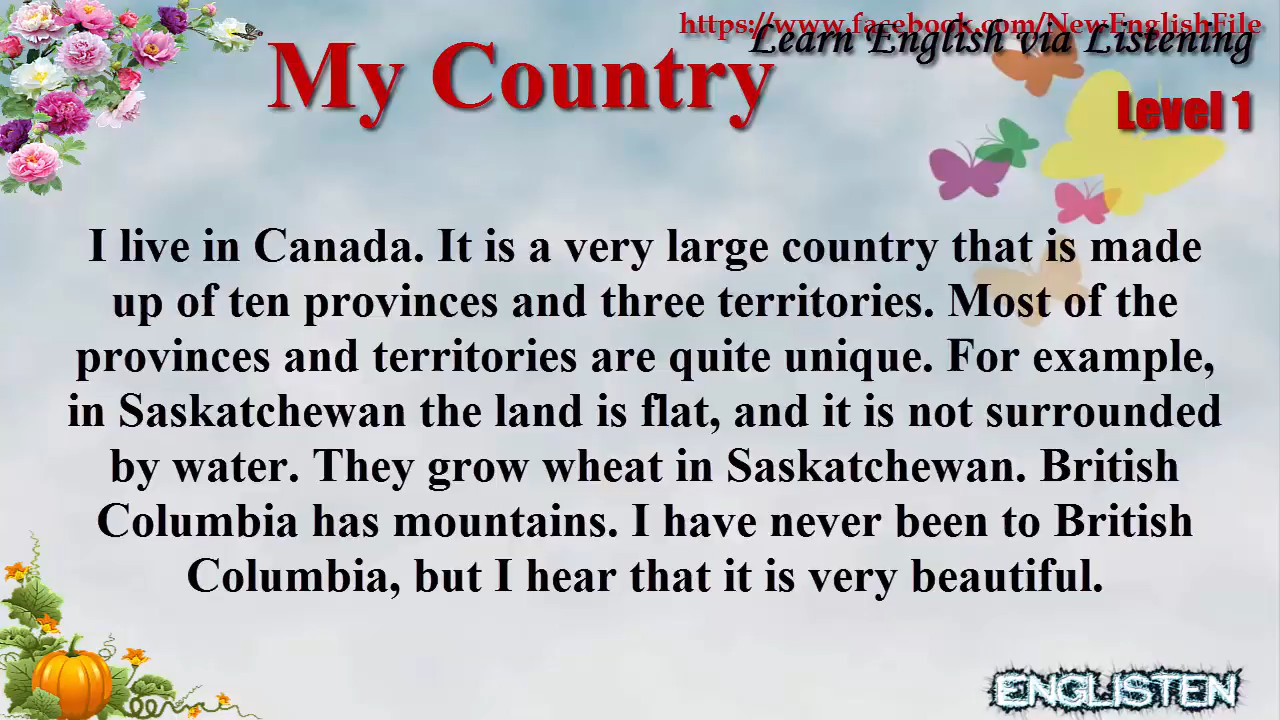 https://www.facebook.com/NewEnglishFile
Learn English via Listening
My Country
Level 1
I live in Canada. It is a very large country that is made
up of ten provinces and three territories. Most of the
provinces and territories are quite unique. For example,
in Saskatchewan the land is flat, and it is not surrounded
by water. They grow wheat in Saskatchewan. British
Columbia has mountains. I have never been to British
Columbia, but I hear that it is very beautiful.
ENGLISTEN